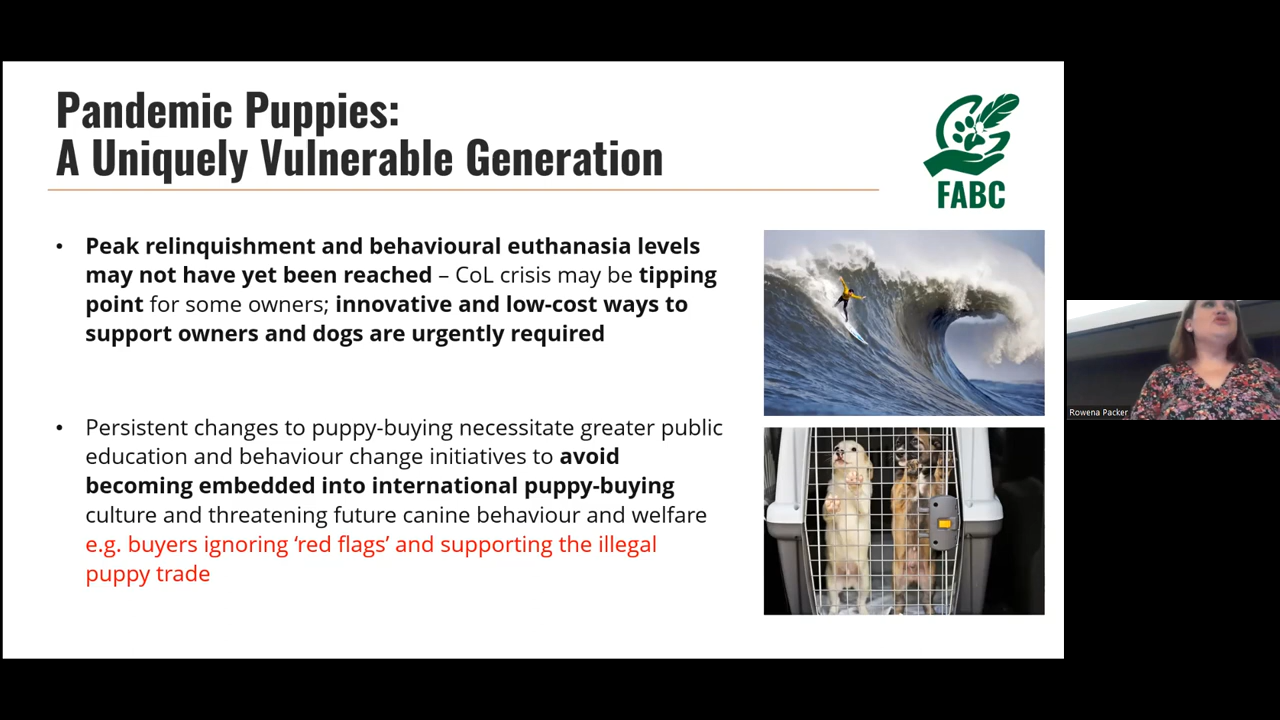 Pandemic Puppies:
A Uniquely Vulnerable Generation
FABC
• Peak relinquishment and behavioural euthanasia levels
may not have yet been reached – CoL crisis may be tipping
point for some owners; innovative and low-cost ways to
support owners and dogs are urgently required
• Persistent changes to puppy-buying necessitate greater public
education and behaviour change initiatives to avoid
becoming embedded into international puppy-buying
culture and threatening future canine behaviour and welfare
e.g. buyers ignoring ‘red flags’ and supporting the illegal
puppy trade
Rowena Packer